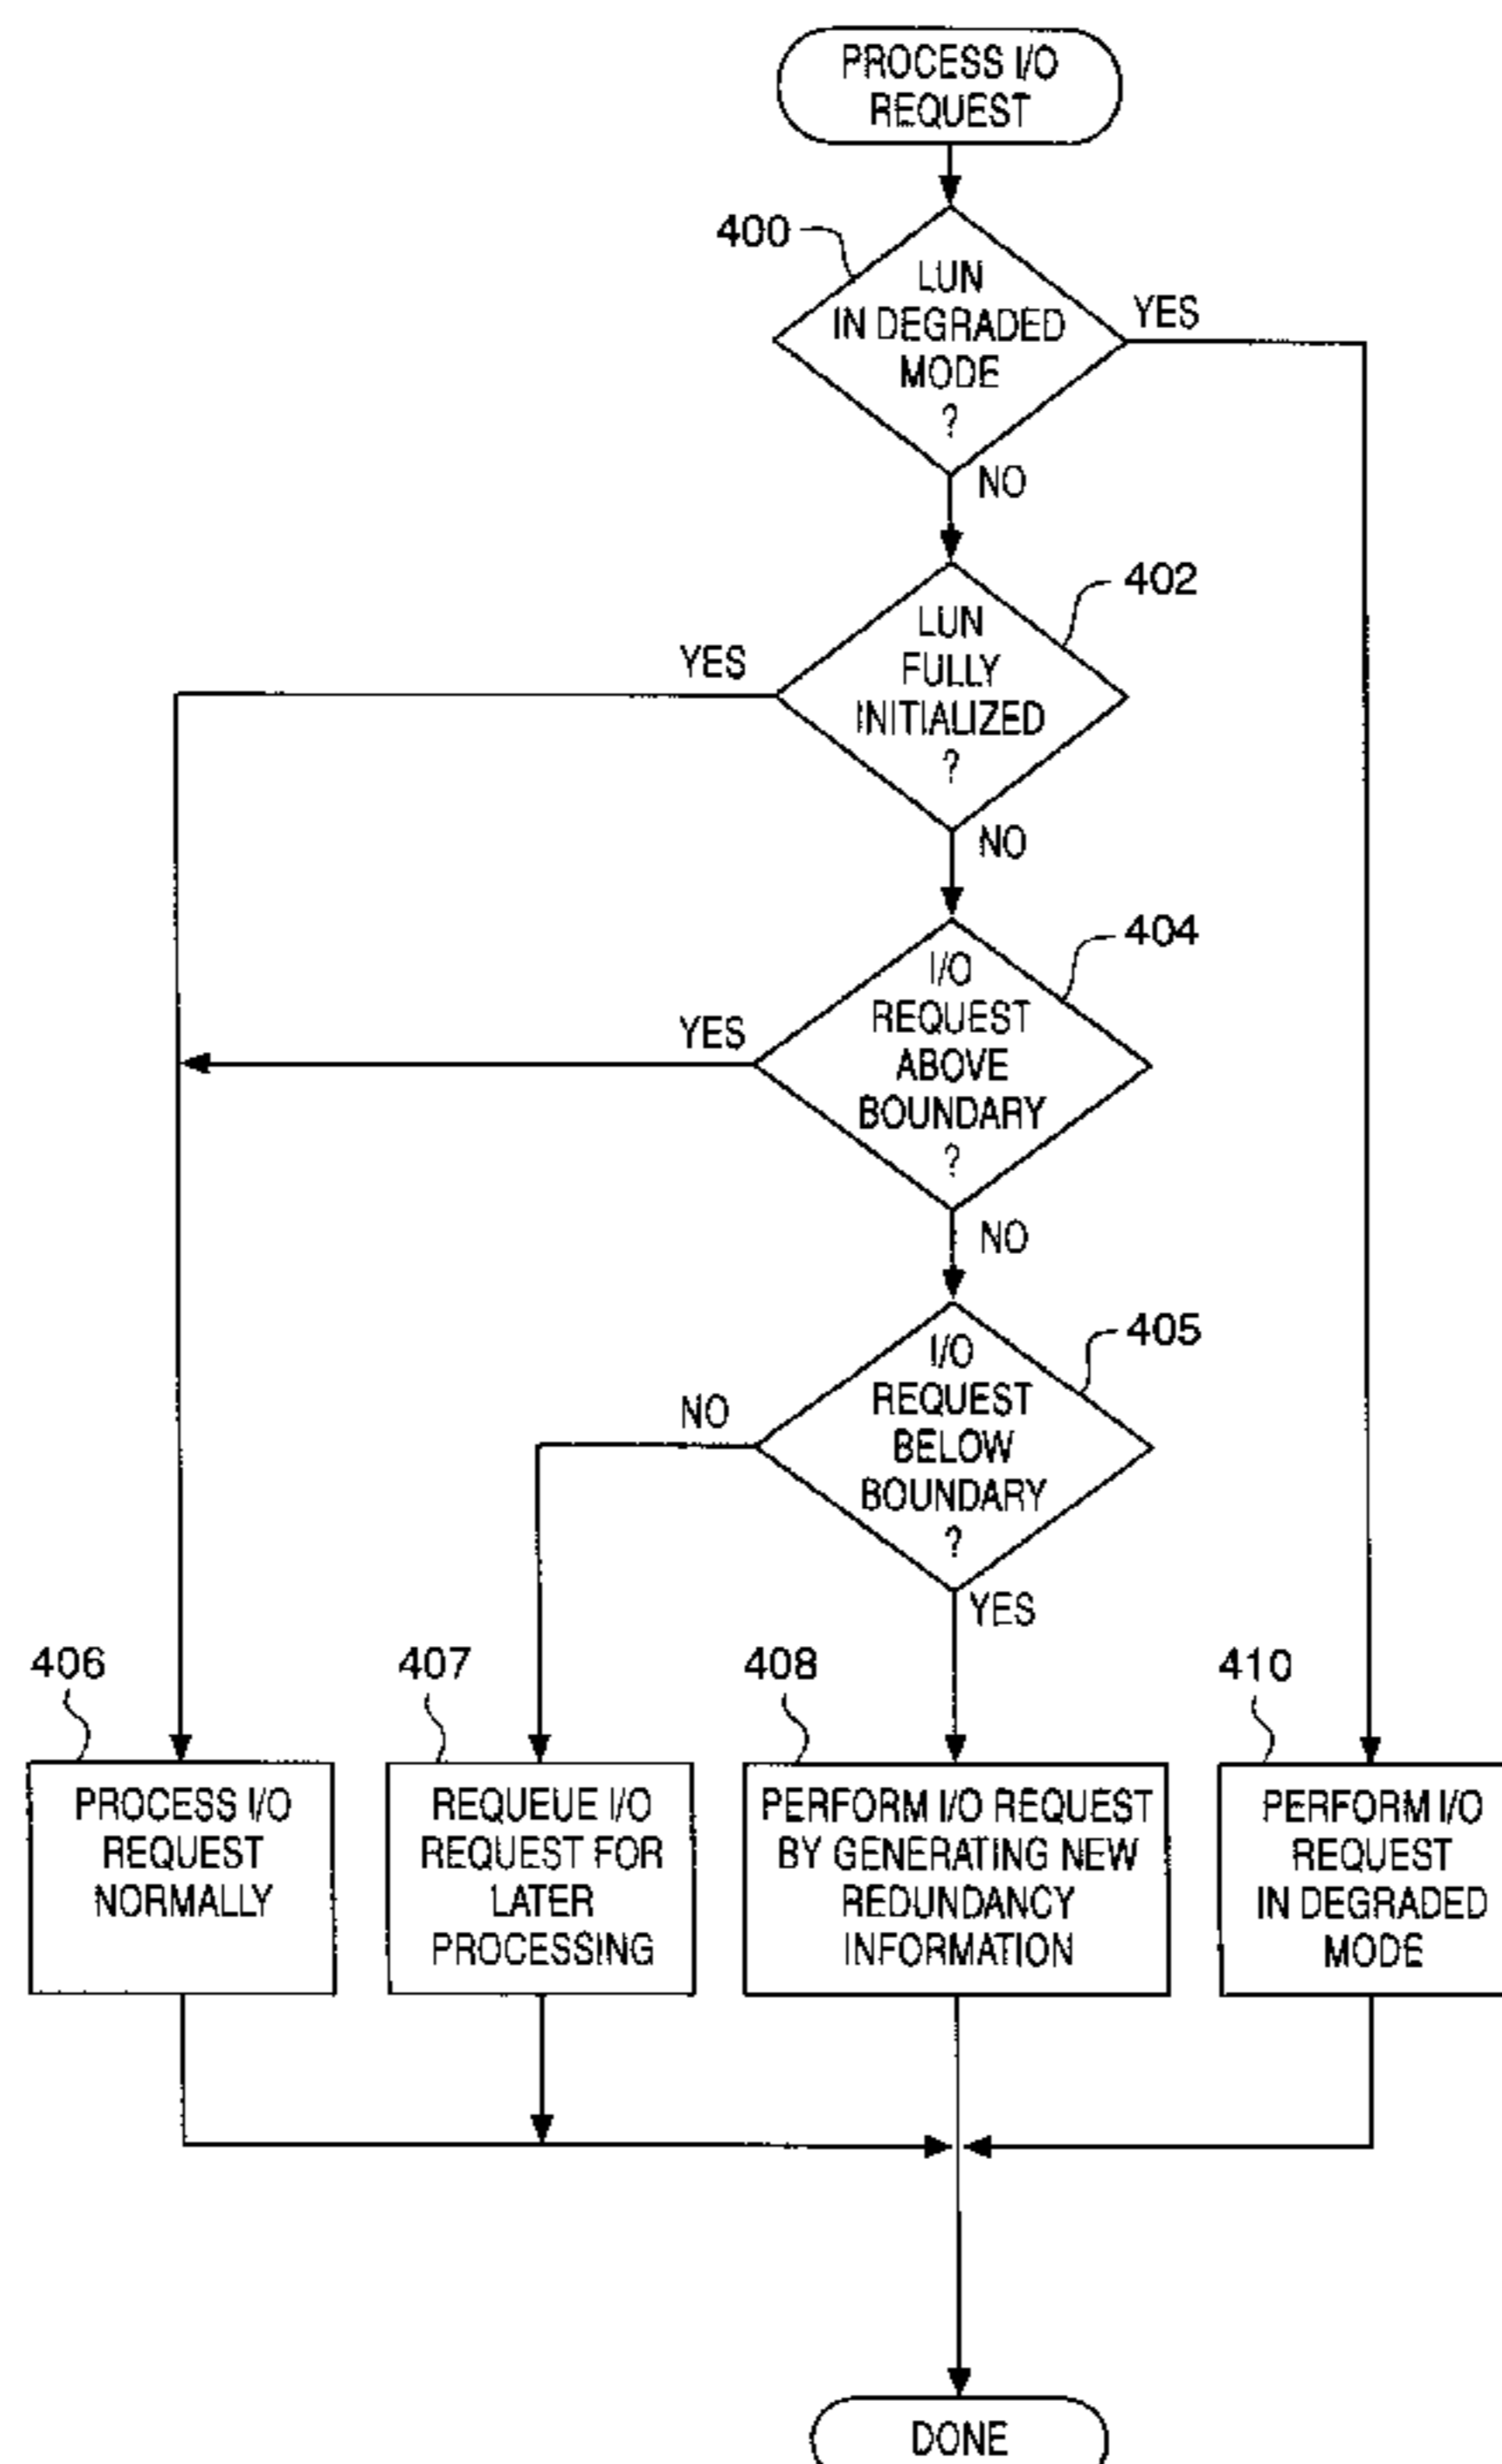 PROCESS I/O
REQUEST
400
LUN
IN DEGRADED
MODE
?
YES
NO
402
LUN
FULLY
INITIALIZED
?
YES
NO
404
I/O
REQUEST
ABOVE
BOUNDARY
?
YES
NO
405
I/O
REQUEST
BELOW
BOUNDARY
?
NO
YES
406
PROCESS I/O
REQUEST
NORMALLY
407
REQUEUE I/O
REQUEST FOR
LATER
PROCESSING
408
PERFORM I/O REQUEST
BY GENERATING NEW
REDUNDANCY
INFORMATION
410
PERFORM I/O
REQUEST
IN DEGRADED
MODE
DONE